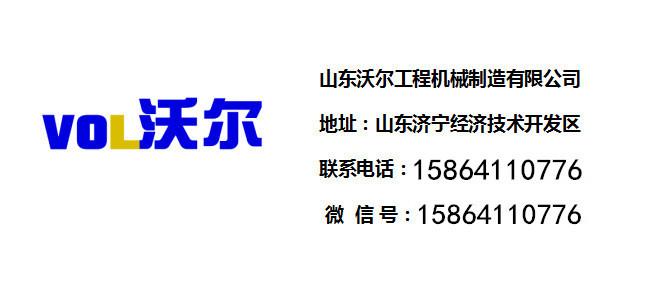 VOL沃尔
山东沃尔工程机械制造有限公司
地址：山东济宁经济技术开发区
联系电话：15864110776
微 信 号：15864110776